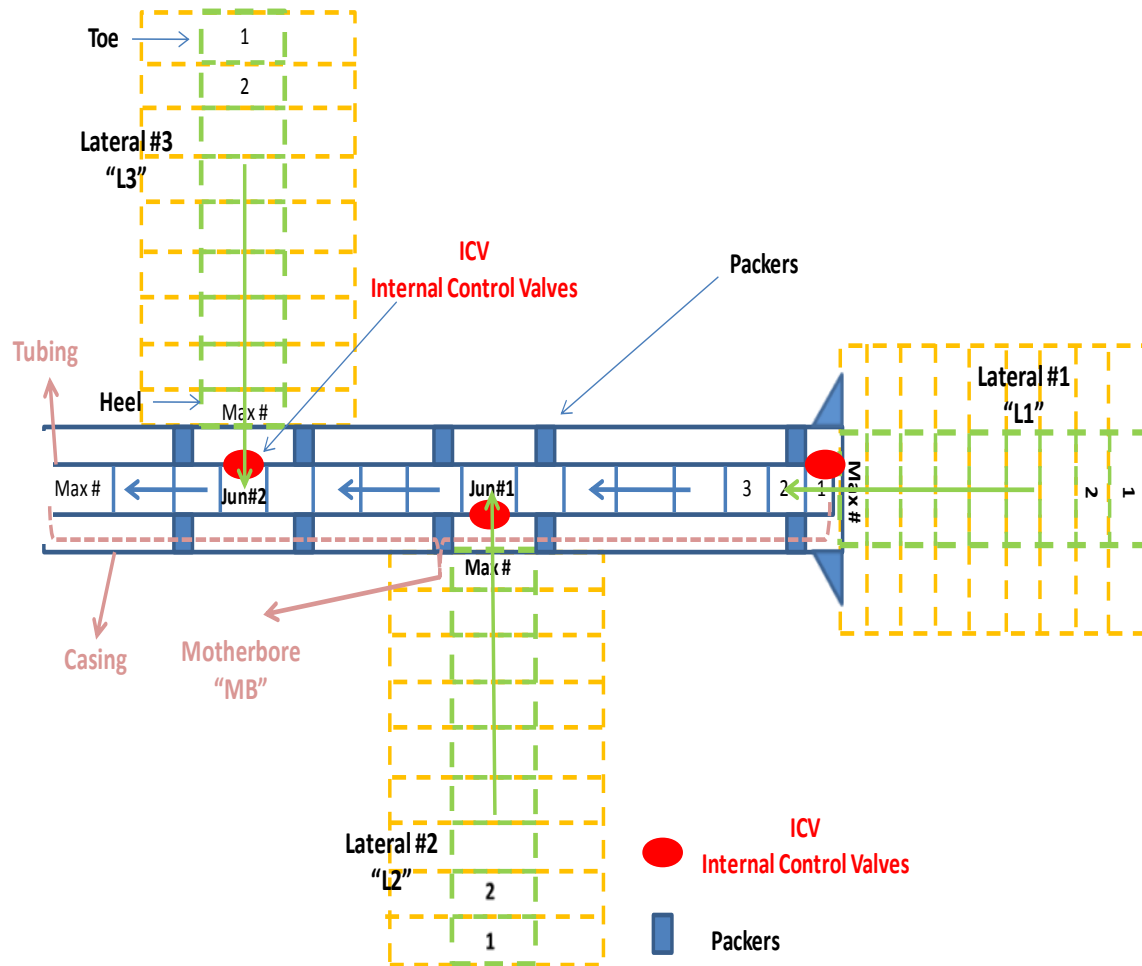 Toe
1
2
Lateral #3
“L3”
ICV
Internal Control Valves
Packers
Tubing
Heel
Max #
Lateral #1
“L1”
Max #
Jun#2
Jun#1
3
2
1
Max #
2
1
Max #
Casing
Motherbore
“MB”
Lateral #2
“L2”
2
1
ICV
Internal Control Valves
Packers